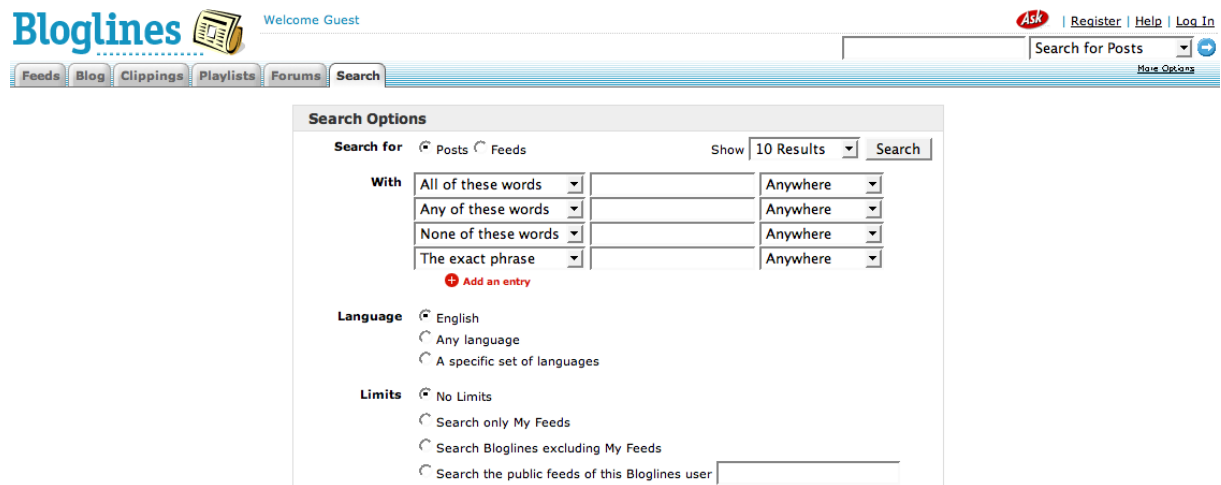 Bloglines
Welcome Guest
Ask | Register | Help | Log In
Search for Posts
More Options
Feeds Blog Clippings Playlists Forums Search
Search Options
Search for Posts Feeds Show 10 Results Search
With All of these words Anywhere
Any of these words Anywhere
None of these words Anywhere
The exact phrase Anywhere
Add an entry
Language English
Any language
A specific set of languages
Limits No Limits
Search only My Feeds
Search Bloglines excluding My Feeds
Search the public feeds of this Bloglines user